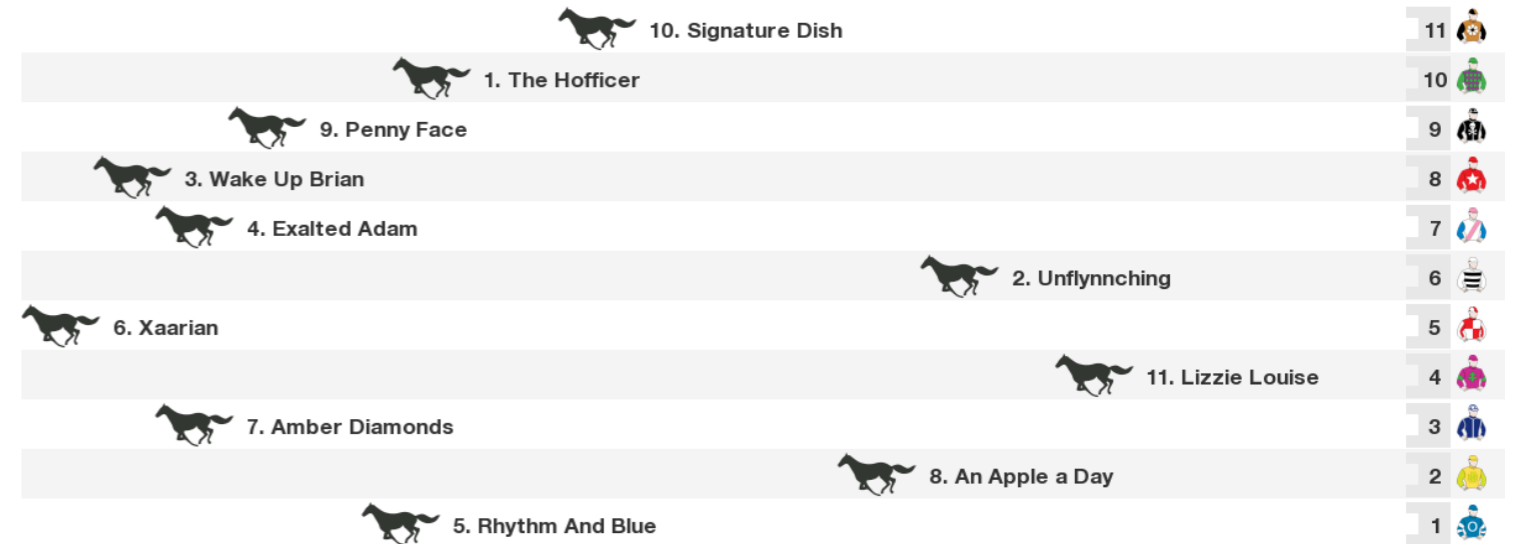 10. Signature Dish 11
1. The Hofficer 10
9. Penny Face 9
3. Wake Up Brian 8
4. Exalted Adam 7
2. Unflynnching 6
6. Xaarian 5
11. Lizzie Louise 4
7. Amber Diamonds 3
8. An Apple a Day 2
5. Rhythm And Blue 1